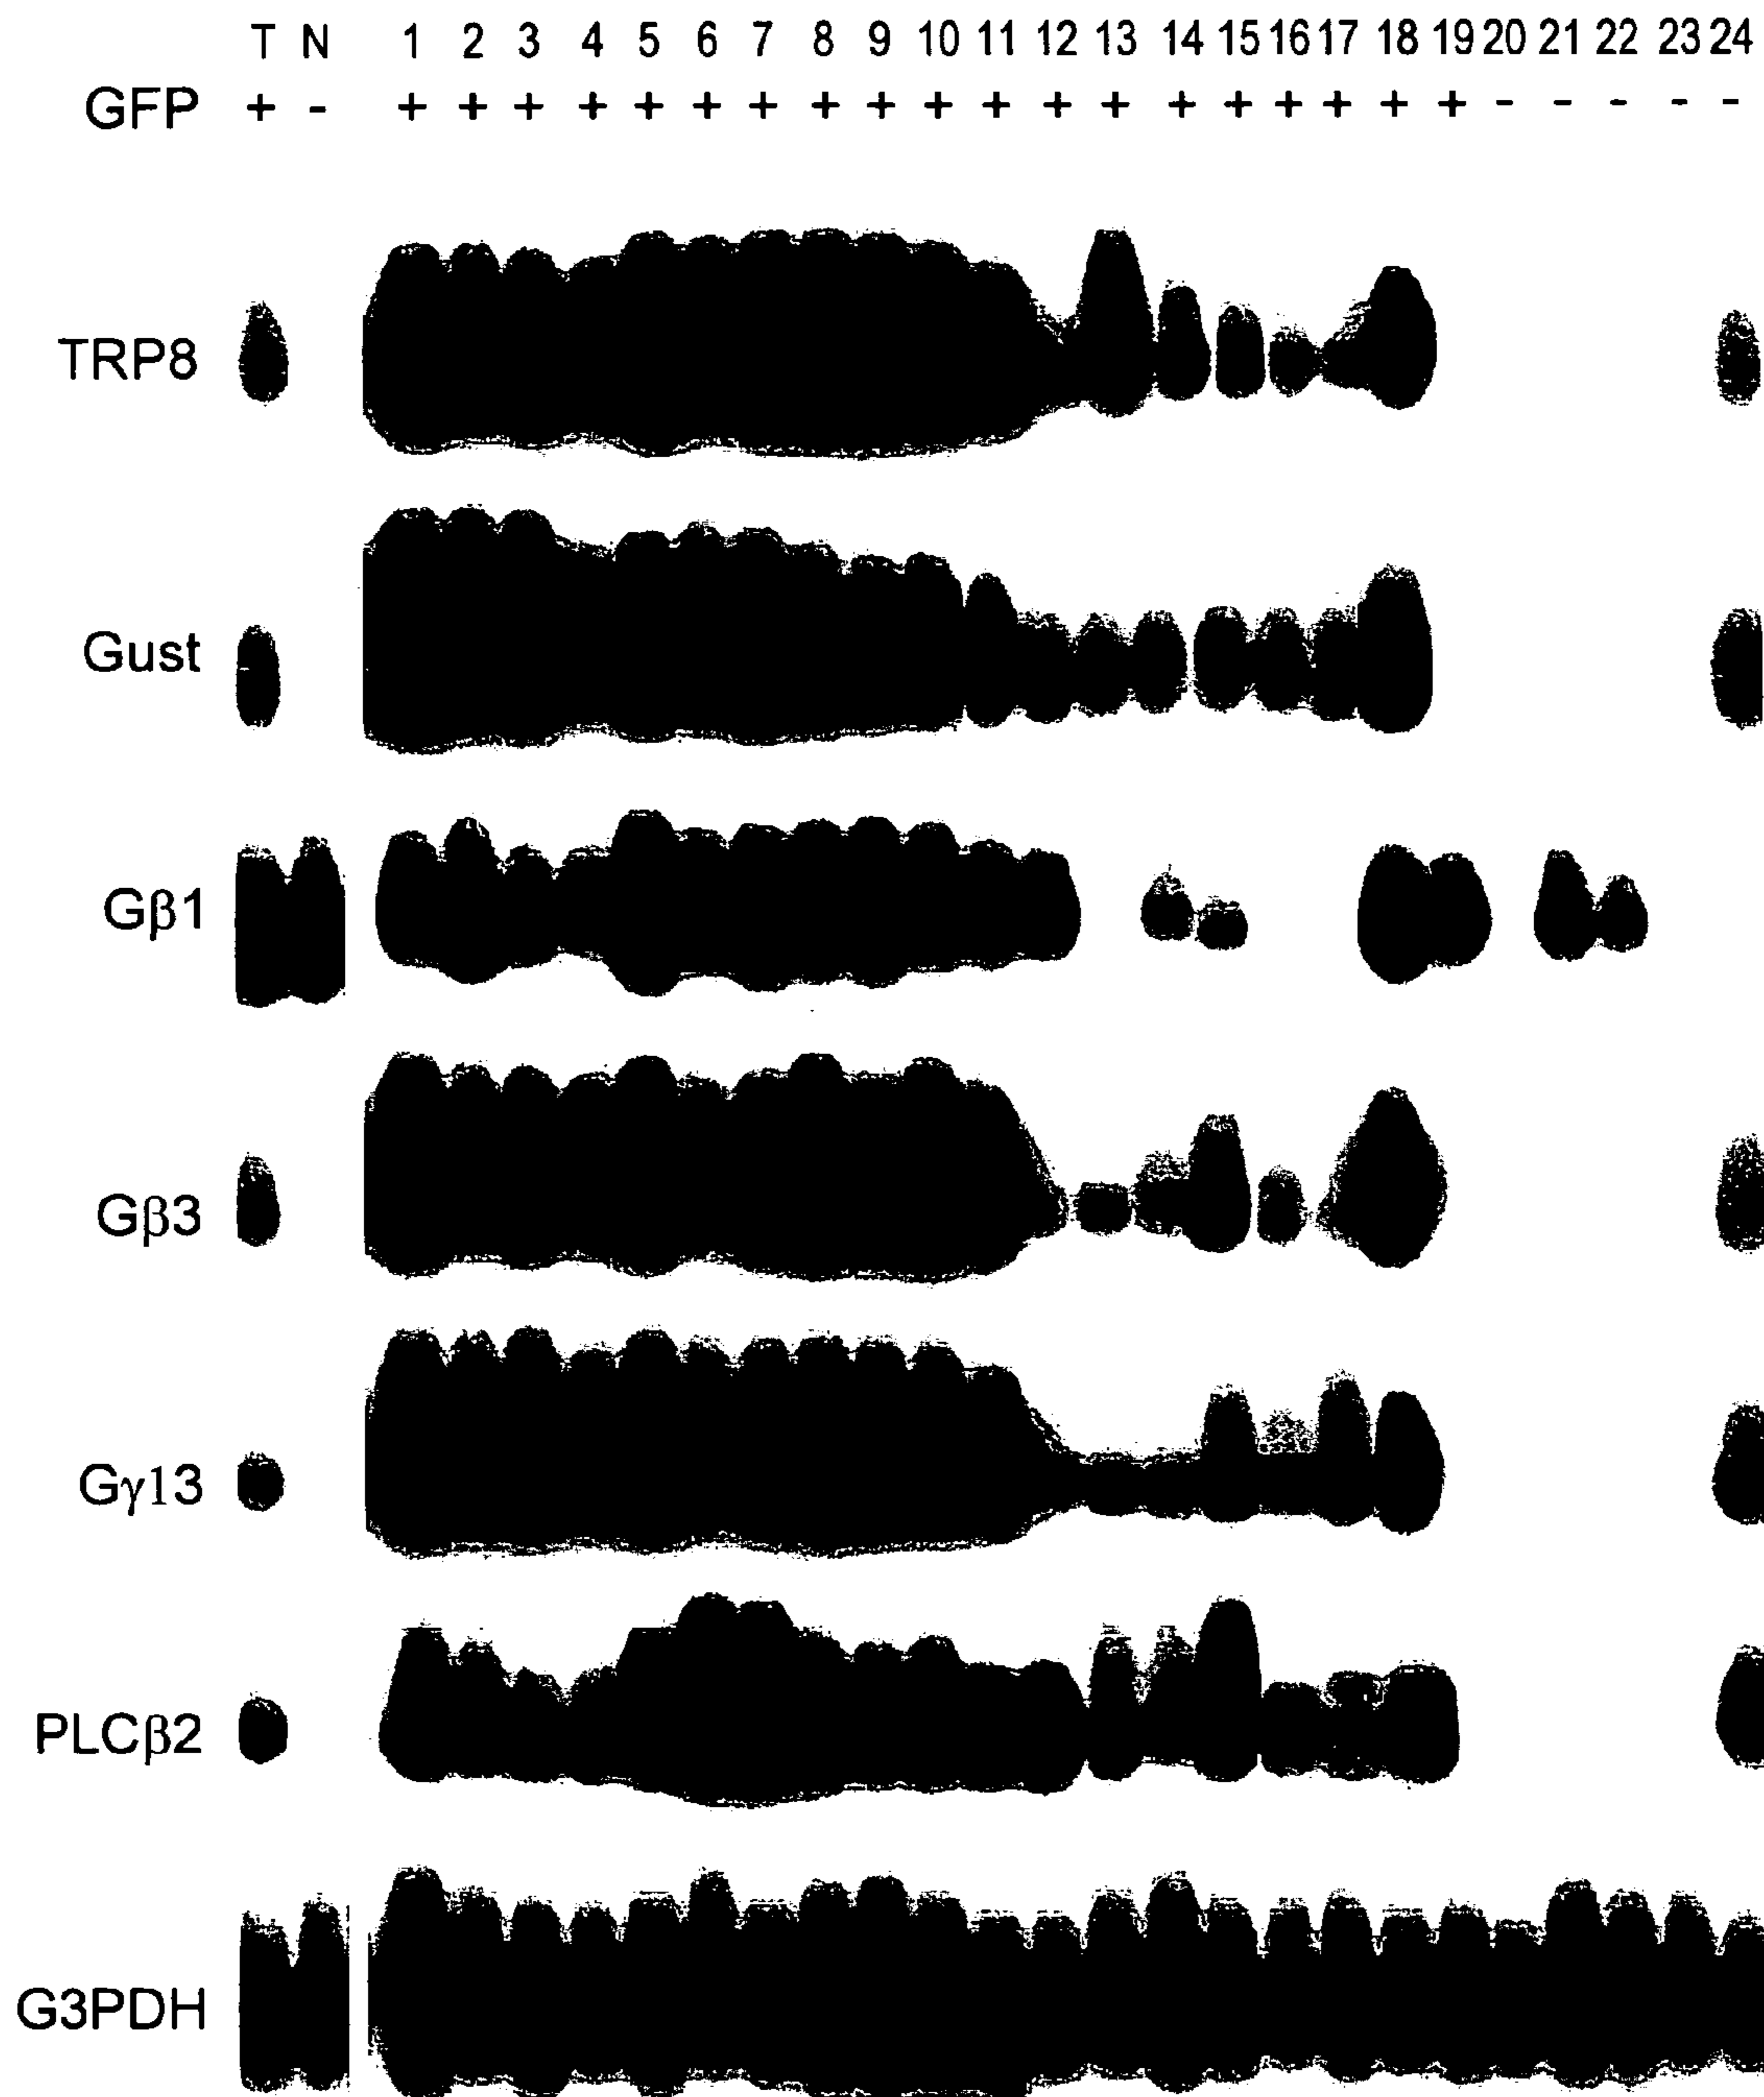 T N 1 2 3 4 5 6 7 8 9 10 11 12 13 14 15 16 17 18 19 20 21 22 23 24
GFP + - + + + + + + + + + + + + + + + + + + + - - - - -
TRP8
Gust
Gβ1
Gβ3
Gγ13
PLCβ2
G3PDH